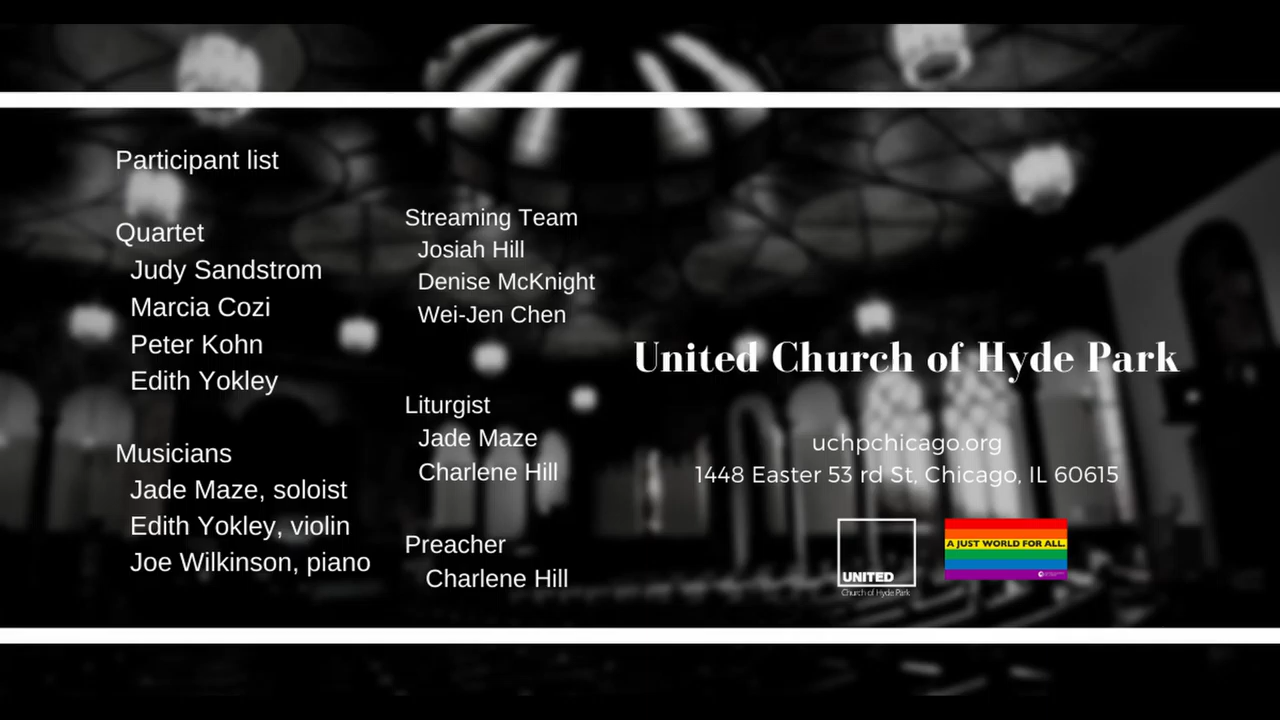 Participant list
Quartet
Judy Sandstrom
Marcia Cozi
Peter Kohn
Edith Yokley
Musicians
Jade Maze, soloist
Edith Yokley, violin
Joe Wilkinson, piano
Streaming Team
Josiah Hill
Denise McKnight
Wei-Jen Chen
Liturgist
Jade Maze
Charlene Hill
Preacher
Charlene Hill
United Church of Hyde Park
uchpchicago.org
1448 Easter 53 rd St, Chicago, IL 60615
UNITED
Church of Hyde Park
A JUST WORLD FOR ALL.